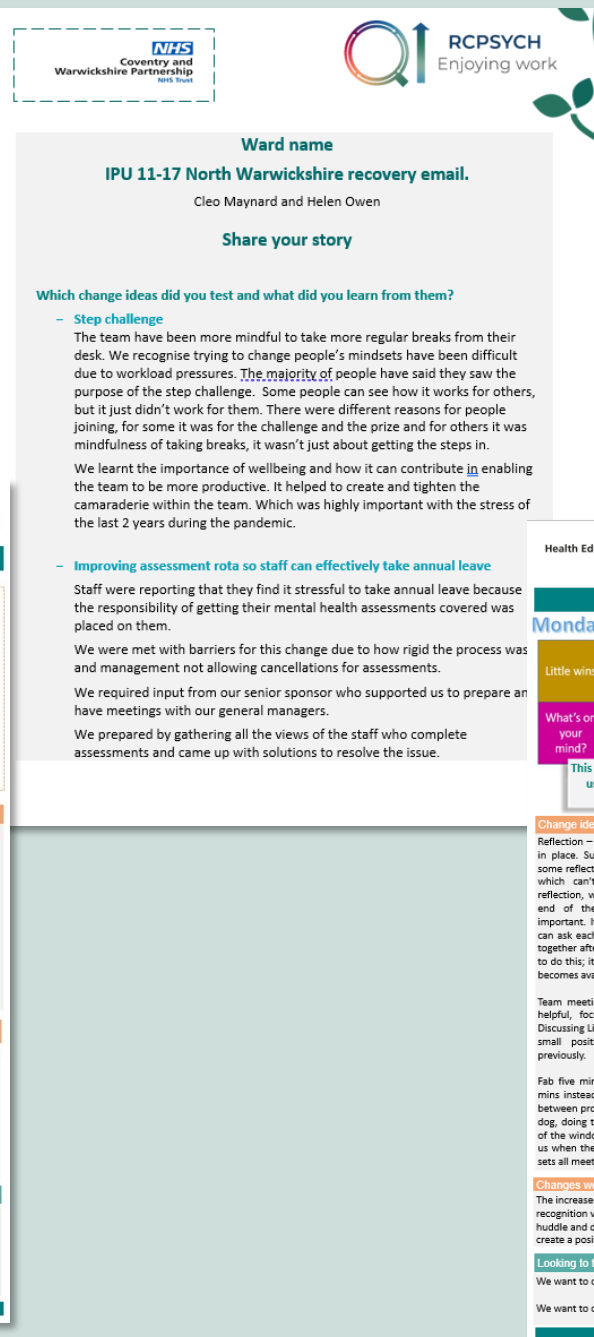 NHS
Coventry and
Warwickshire Partnership
NHS Trust
RCPSYCH
Enjoying work
Ward name
IPU 11-17 North Warwickshire recovery email.
Cleo Maynard and Helen Owen
Share your story
Which change ideas did you test and what did you learn from them?
– Step challenge
The team have been more mindful to take more regular breaks from their
desk. We recognise trying to change people's mindsets have been difficult
due to workload pressures. The majority of people have said they saw the
purpose of the step challenge.  Some people can see how it works for others,
but it just didn't work for them. There were different reasons for people
joining, for some it was for the challenge and the prize and for others it was
mindfulness of taking breaks, it wasn't just about getting the steps in.
We learnt the importance of wellbeing and how it can contribute in enabling
the team to be more productive. It helped to create and tighten the
camaraderie within the team. Which was highly important with the stress of
the last 2 years during the pandemic.
– Improving assessment rota so staff can effectively take annual leave
Staff were reporting that they find it stressful to take annual leave because
the responsibility of getting their mental health assessments covered was
placed on them.
We were met with barriers for this change due to how rigid the process was
and management not allowing cancellations for assessments.
We required input from our senior sponsor who supported us to prepare an
have meetings with our general managers.
We prepared by gathering all the views of the staff who complete
assessments and came up with solutions to resolve the issue.
Health Ed
Monda
Little wins
What's on
your
mind?
This
u
Change ide
Reflection –
in place. Su
some reflect
which can't
reflection, w
end of the
important. I
can ask each
together afte
to do this; it
becomes ava
Team meeti
helpful, foc
Discussing Li
small posit
previously.
Fab five min
mins instead
between pro
dog, doing t
of the windo
us when the
sets all meet
Changes we
The increase
recognition v
huddle and d
create a posi
Looking to t
We want to c
We want to c